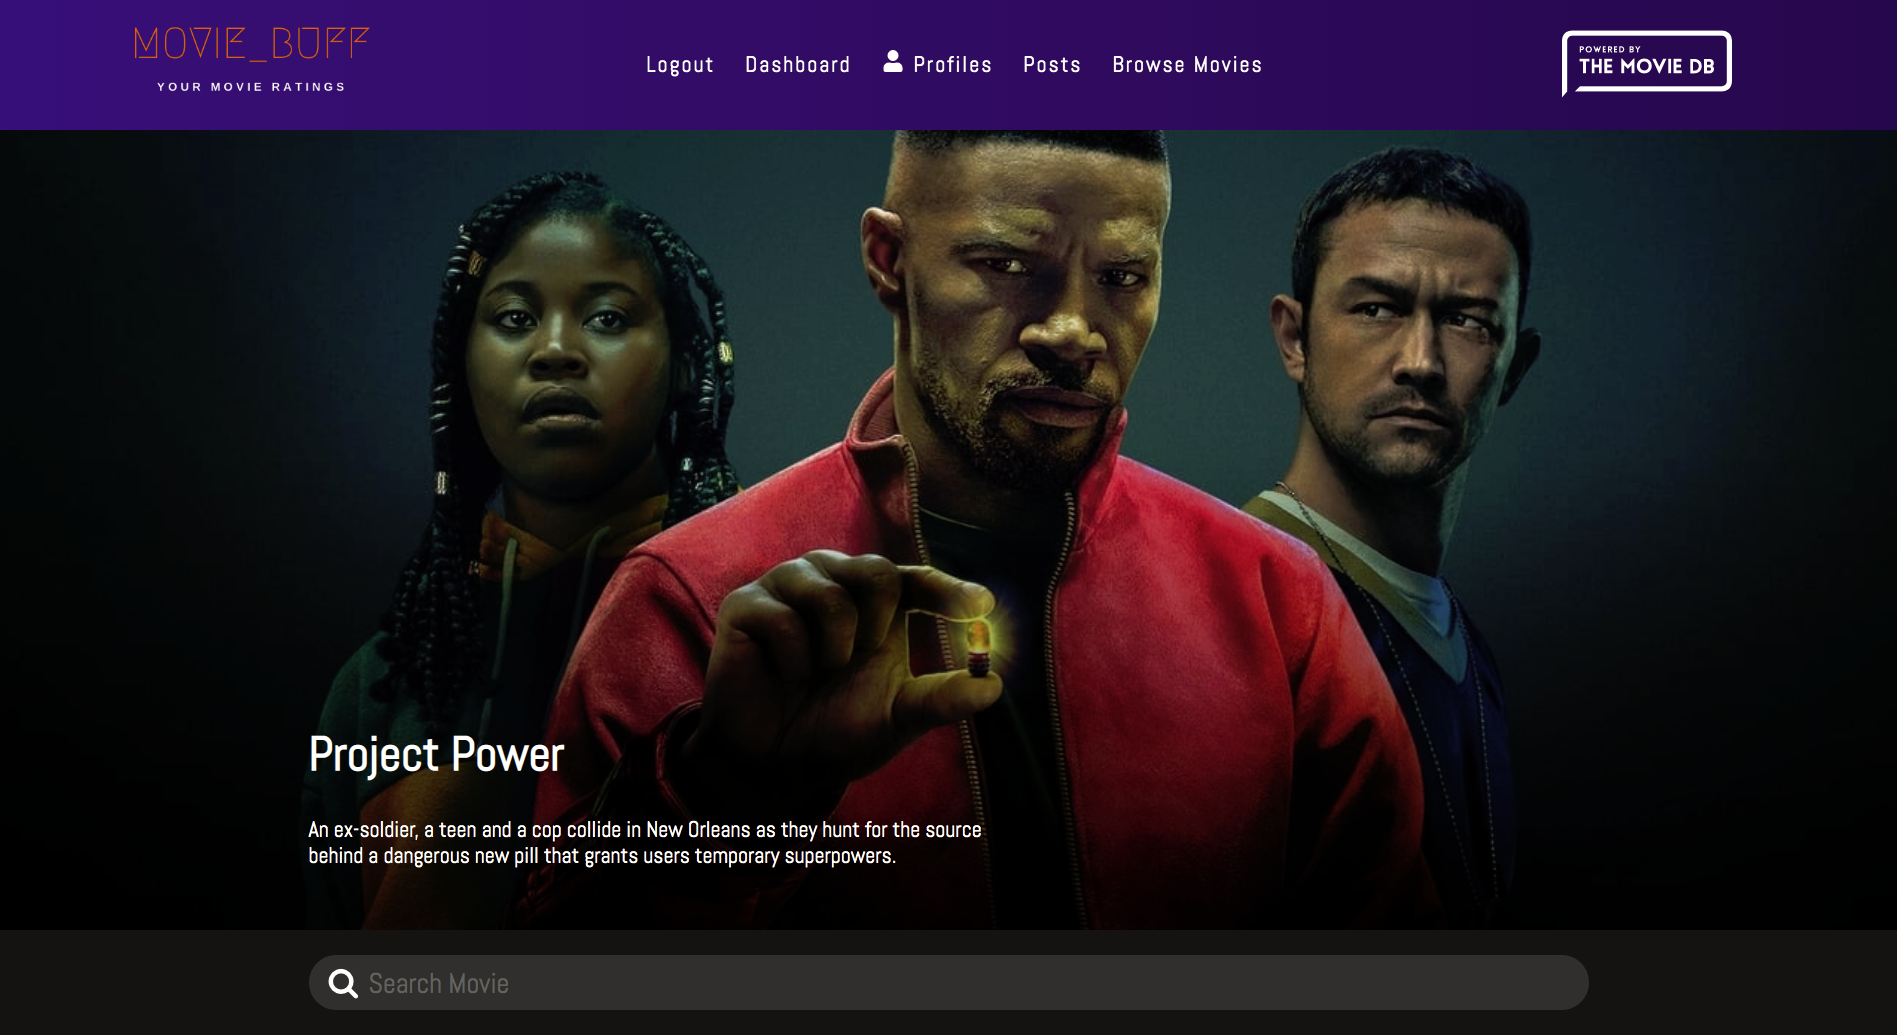 MOVIE_BUFF
YOUR MOVIE RATINGS
Logout Dashboard Profiles Posts Browse Movies
POWERED BY
THE MOVIE DB
Project Power
An ex-soldier, a teen and a cop collide in New Orleans as they hunt for the source
behind a dangerous new pill that grants users temporary superpowers.
Search Movie